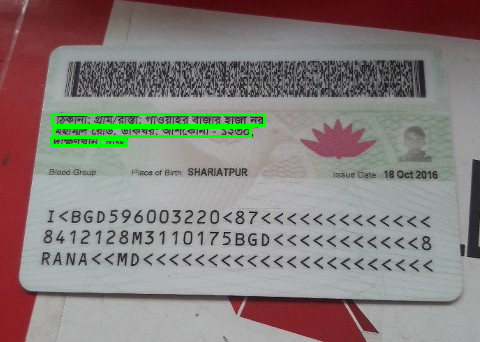 ঠিকানা: গ্রাম/রাস্তা: গাওয়াইর বাজার হাজী নূর
মহাম্মদ রোড, ডাকঘর: আশকোনা - ১২৩০,
Blood Group Place of Birth: SHARIATPUR Issue Date 18 Oct 2016
I<BGD596003220<87<<<<<<<<<<<<<
8412128M3110175BGD<<<<<<<<<<<8
RANA<<MD<<<<<<<<<<<<<<<<<<<<<<